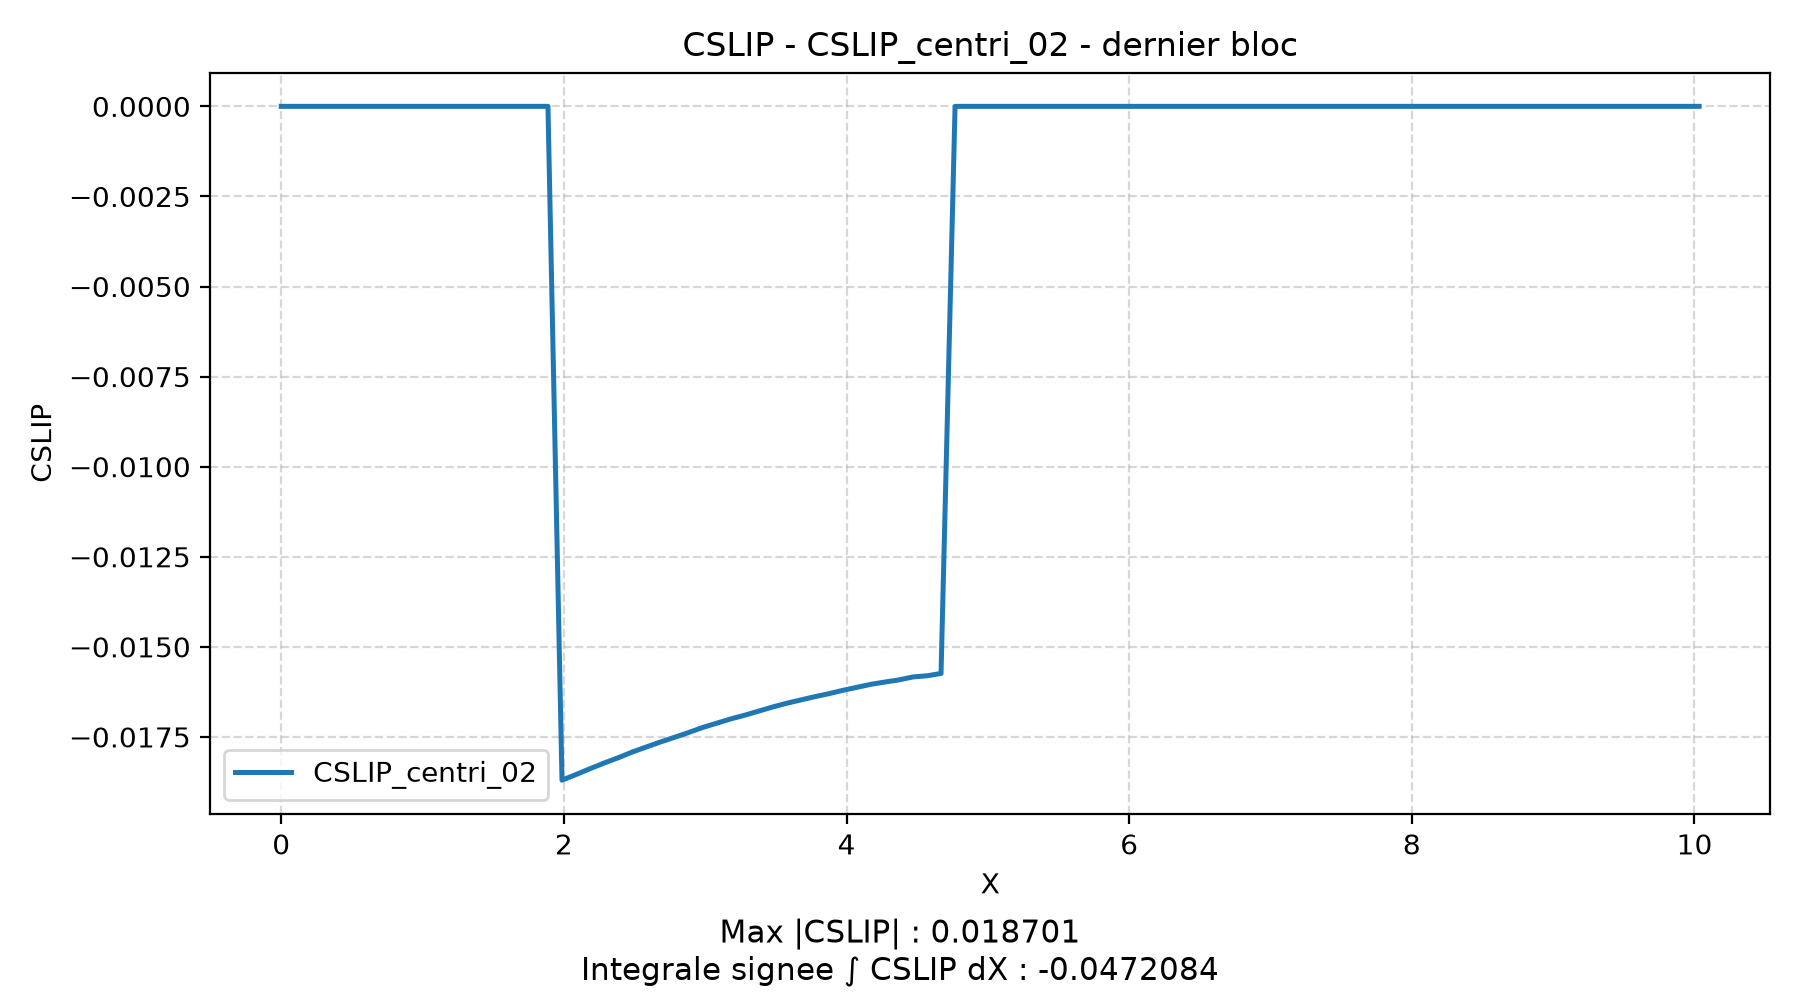 CSLIP - CSLIP_centri_02 - dernier bloc
0.0000
−0.0025
−0.0050
−0.0075
−0.0100
−0.0125
−0.0150
−0.0175
CSLIP
CSLIP_centri_02
0 2 4 6 8 10
X
Max |CSLIP| : 0.018701
Integrale signee ∫ CSLIP dX : -0.0472084